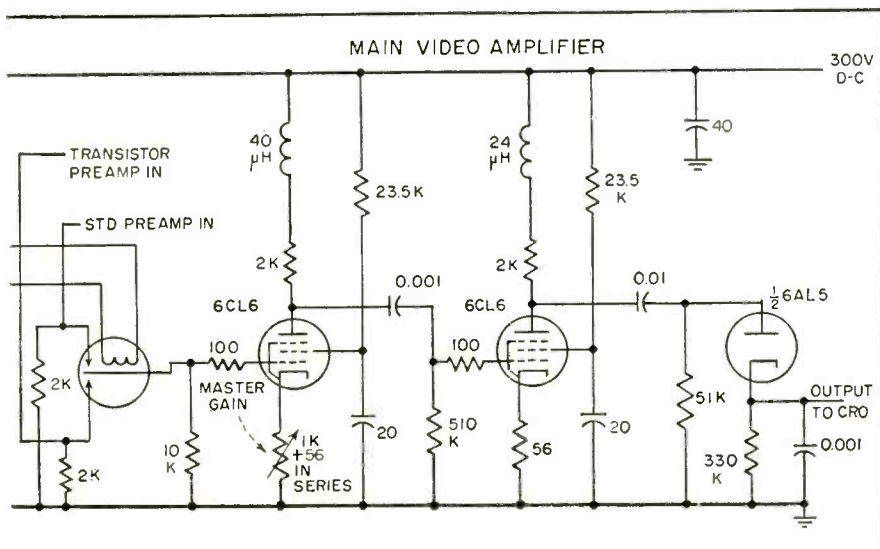 MAIN VIDEO AMPLIFIER
300V
D-C
40
μH
24
μH
40
TRANSISTOR
PREAMP IN
23.5K
23.5
K
STD PREAMP IN
2K
0.001
2K
0.01
6CL6
6CL6
½ 6AL5
100
100
MASTER
GAIN
2K
51K
OUTPUT
TO CRO
10
K
1K
+56
IN
SERIES
20
510
K
56
20
330
K
0.001
2K